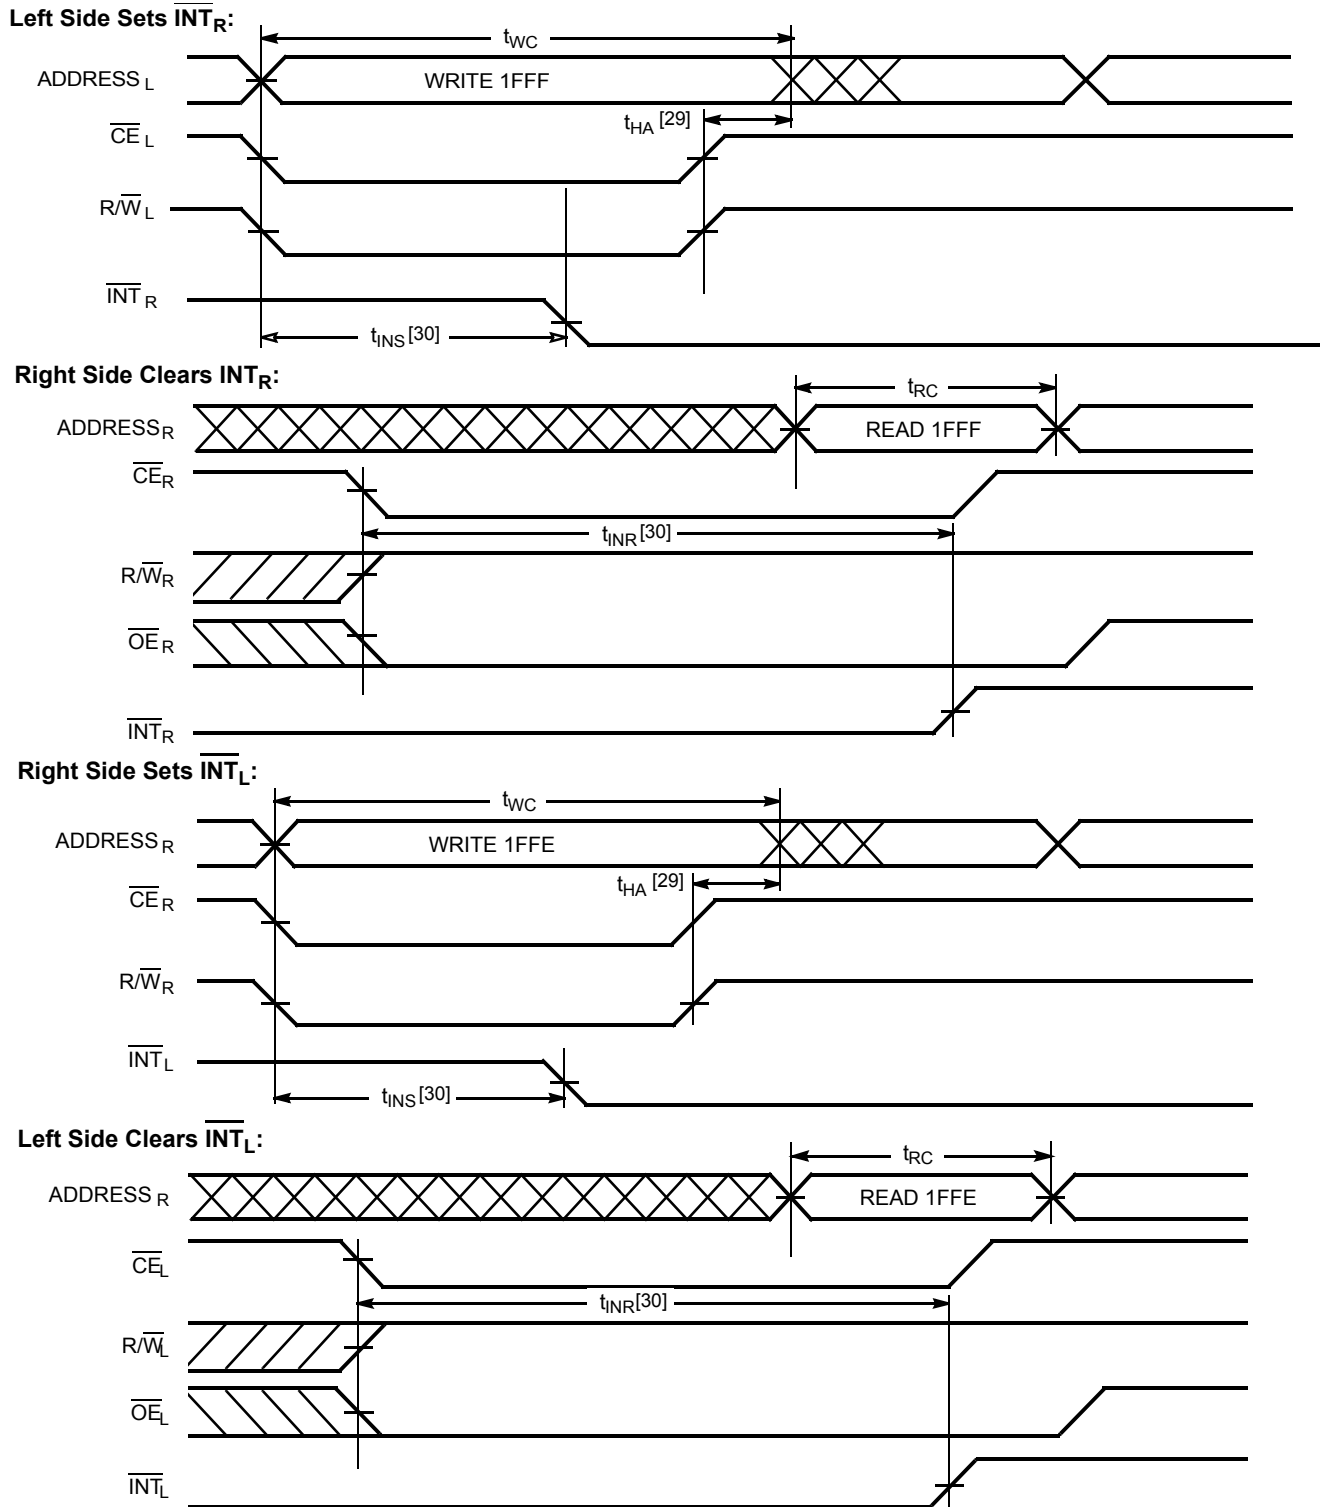 Left Side Sets INTR:
tWC
ADDRESS L
WRITE 1FFF
tHA [29]
CE L
R/W L
INT R
tINS [30]
Right Side Clears INTR:
tRC
ADDRESSR
READ 1FFF
CER
tINR [30]
R/WR
OE R
INTR
Right Side Sets INTL:
tWC
ADDRESS R
WRITE 1FFE
tHA [29]
CE R
R/WR
INTL
tINS [30]
Left Side Clears INTL:
tRC
ADDRESS R
READ 1FFE
CEL
tINR[30]
R/WL
OEL
INTL